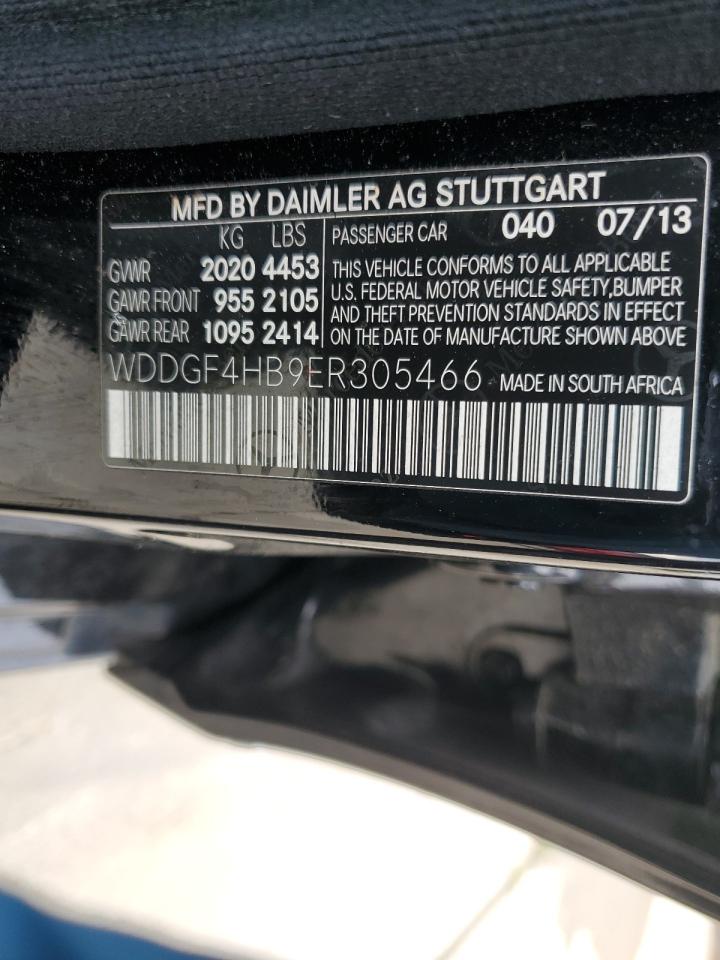 MFD BY DAIMLER AG STUTTGART
KG LBS PASSENGER CAR 040 07/13
GVWR 2020 4453 THIS VEHICLE CONFORMS TO ALL APPLICABLE
GAWR FRONT 955 2105 U.S. FEDERAL MOTOR VEHICLE SAFETY,BUMPER
GAWR REAR 1095 2414 AND THEFT PREVENTION STANDARDS IN EFFECT
ON THE DATE OF MANUFACTURE SHOWN ABOVE
WDDGF4HB9ER305466 MADE IN SOUTH AFRICA